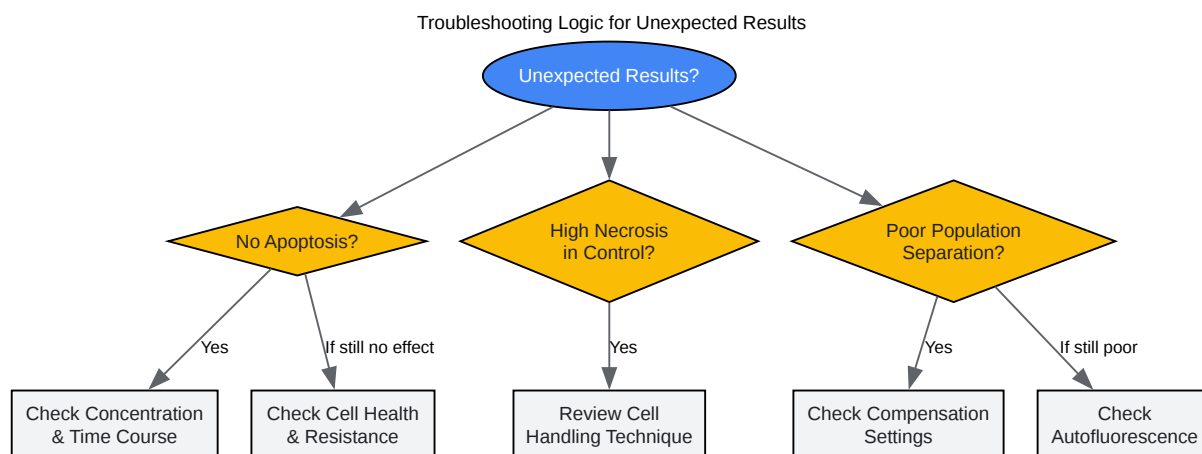 Troubleshooting Logic for Unexpected Results
Unexpected Results?
No Apoptosis?
High Necrosis
in Control?
Poor Population
Separation?
Yes
If still no effect
Yes
Yes
If still poor
Check Concentration
& Time Course
Check Cell Health
& Resistance
Review Cell
Handling Technique
Check Compensation
Settings
Check
Autofluorescence